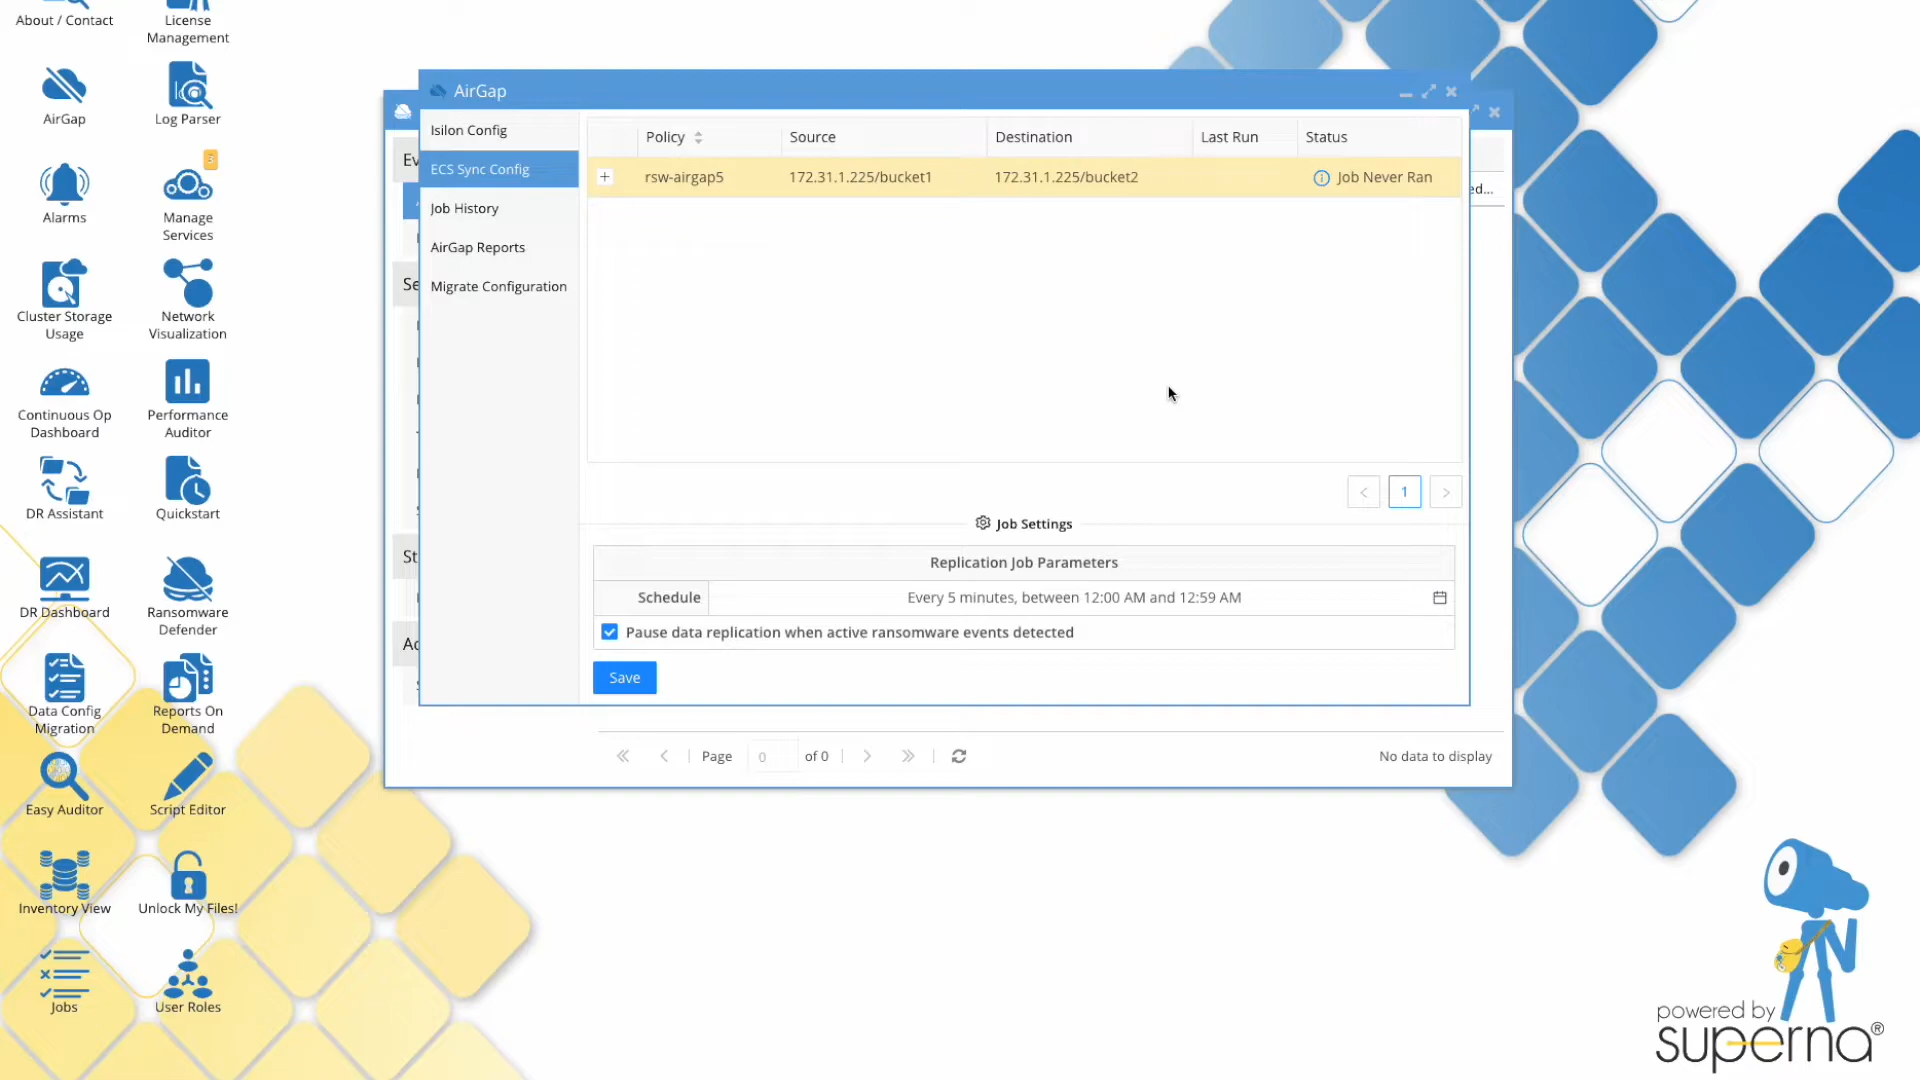 About / Contact
License
Management
AirGap
Log Parser
Alarms
Manage
Services
Cluster Storage
Usage
Network
Visualization
Continuous Op
Dashboard
Performance
Auditor
DR Assistant
Quickstart
DR Dashboard
Ransomware
Defender
Data Config
Migration
Reports On
Demand
Easy Auditor
Script Editor
Inventory View
Unlock My Files!
Jobs
User Roles
AirGap
Isilon Config
ECS Sync Config
Job History
AirGap Reports
Migrate Configuration
Policy Source Destination Last Run Status
rsw-airgap5 172.31.1.225/bucket1 172.31.1.225/bucket2 Job Never Ran
ed...
Ev
Se
St
Ac
< 1 >
Job Settings
Replication Job Parameters
Schedule Every 5 minutes, between 12:00 AM and 12:59 AM
Pause data replication when active ransomware events detected
Save
Page 0 of 0
No data to display
powered by
superna®